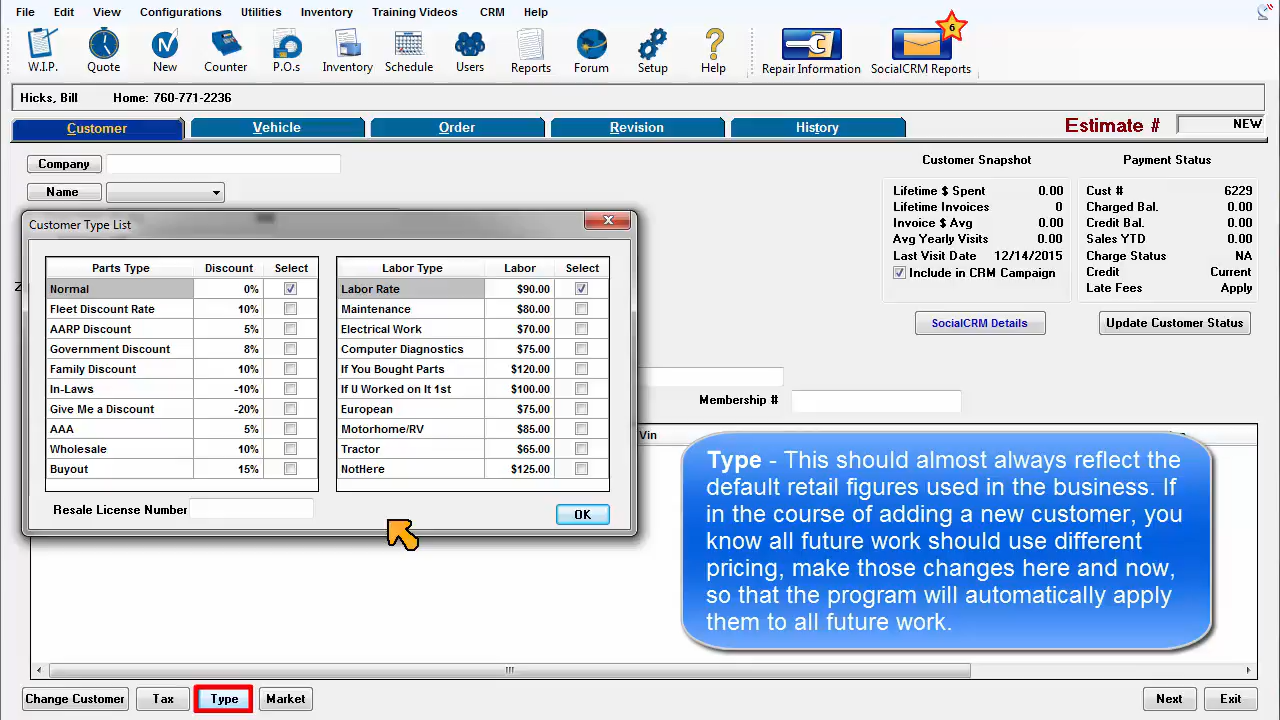 File Edit View Configurations Utilities Inventory Training Videos CRM Help
6
W.I.P. Quote New Counter P.O.s Inventory Schedule Users Reports Forum Setup Help Repair Information SocialCRM Reports
Hicks, Bill Home: 760-771-2236
Customer Vehicle Order Revision History Estimate # NEW
Company
Name
Customer Snapshot Payment Status
Lifetime $ Spent 0.00 Cust # 6229
Lifetime Invoices 0 Charged Bal. 0.00
Invoice $ Avg 0.00 Credit Bal. 0.00
Avg Yearly Visits 0.00 Sales YTD 0.00
Last Visit Date 12/14/2015 Charge Status NA
Include in CRM Campaign Credit Current
Late Fees Apply
SocialCRM Details Update Customer Status
Customer Type List
Parts Type Discount Select Labor Type Labor Select
Normal 0% Labor Rate $90.00
Fleet Discount Rate 10% Maintenance $80.00
AARP Discount 5% Electrical Work $70.00
Government Discount 8% Computer Diagnostics $75.00
Family Discount 10% If You Bought Parts $120.00
In-Laws -10% If U Worked on It 1st $100.00
Give Me a Discount -20% European $75.00
AAA 5% Motorhome/RV $85.00
Wholesale 10% Tractor $65.00
Buyout 15% NotHere $125.00
Resale License Number OK
Membership #
Vin
Type - This should almost always reflect the
default retail figures used in the business. If
in the course of adding a new customer, you
know all future work should use different
pricing, make those changes here and now,
so that the program will automatically apply
them to all future work.
Change Customer Tax Type Market Next Exit